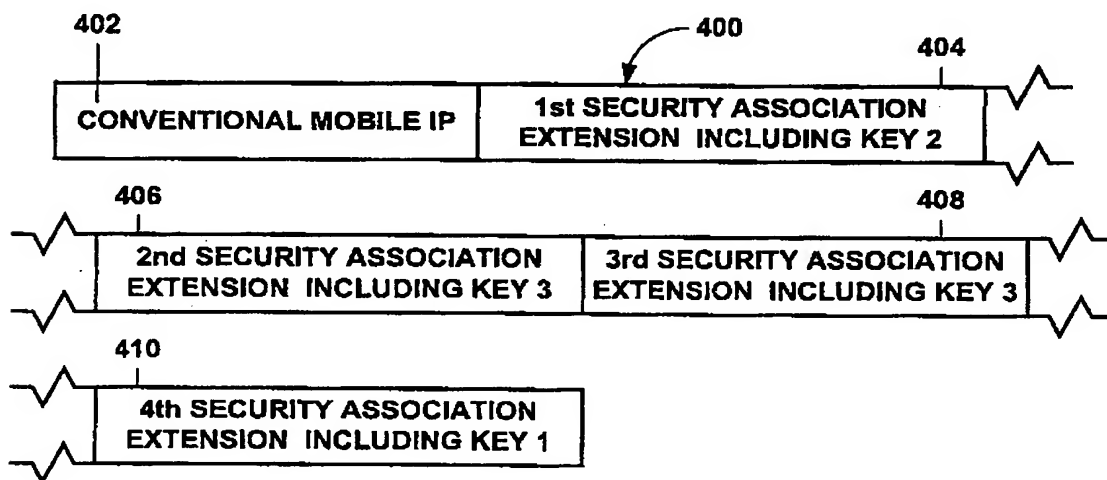 402
400
404
CONVENTIONAL MOBILE IP
1st SECURITY ASSOCIATION
EXTENSION INCLUDING KEY 2
406
408
2nd SECURITY ASSOCIATION
EXTENSION INCLUDING KEY 3
3rd SECURITY ASSOCIATION
EXTENSION INCLUDING KEY 3
410
4th SECURITY ASSOCIATION
EXTENSION INCLUDING KEY 1